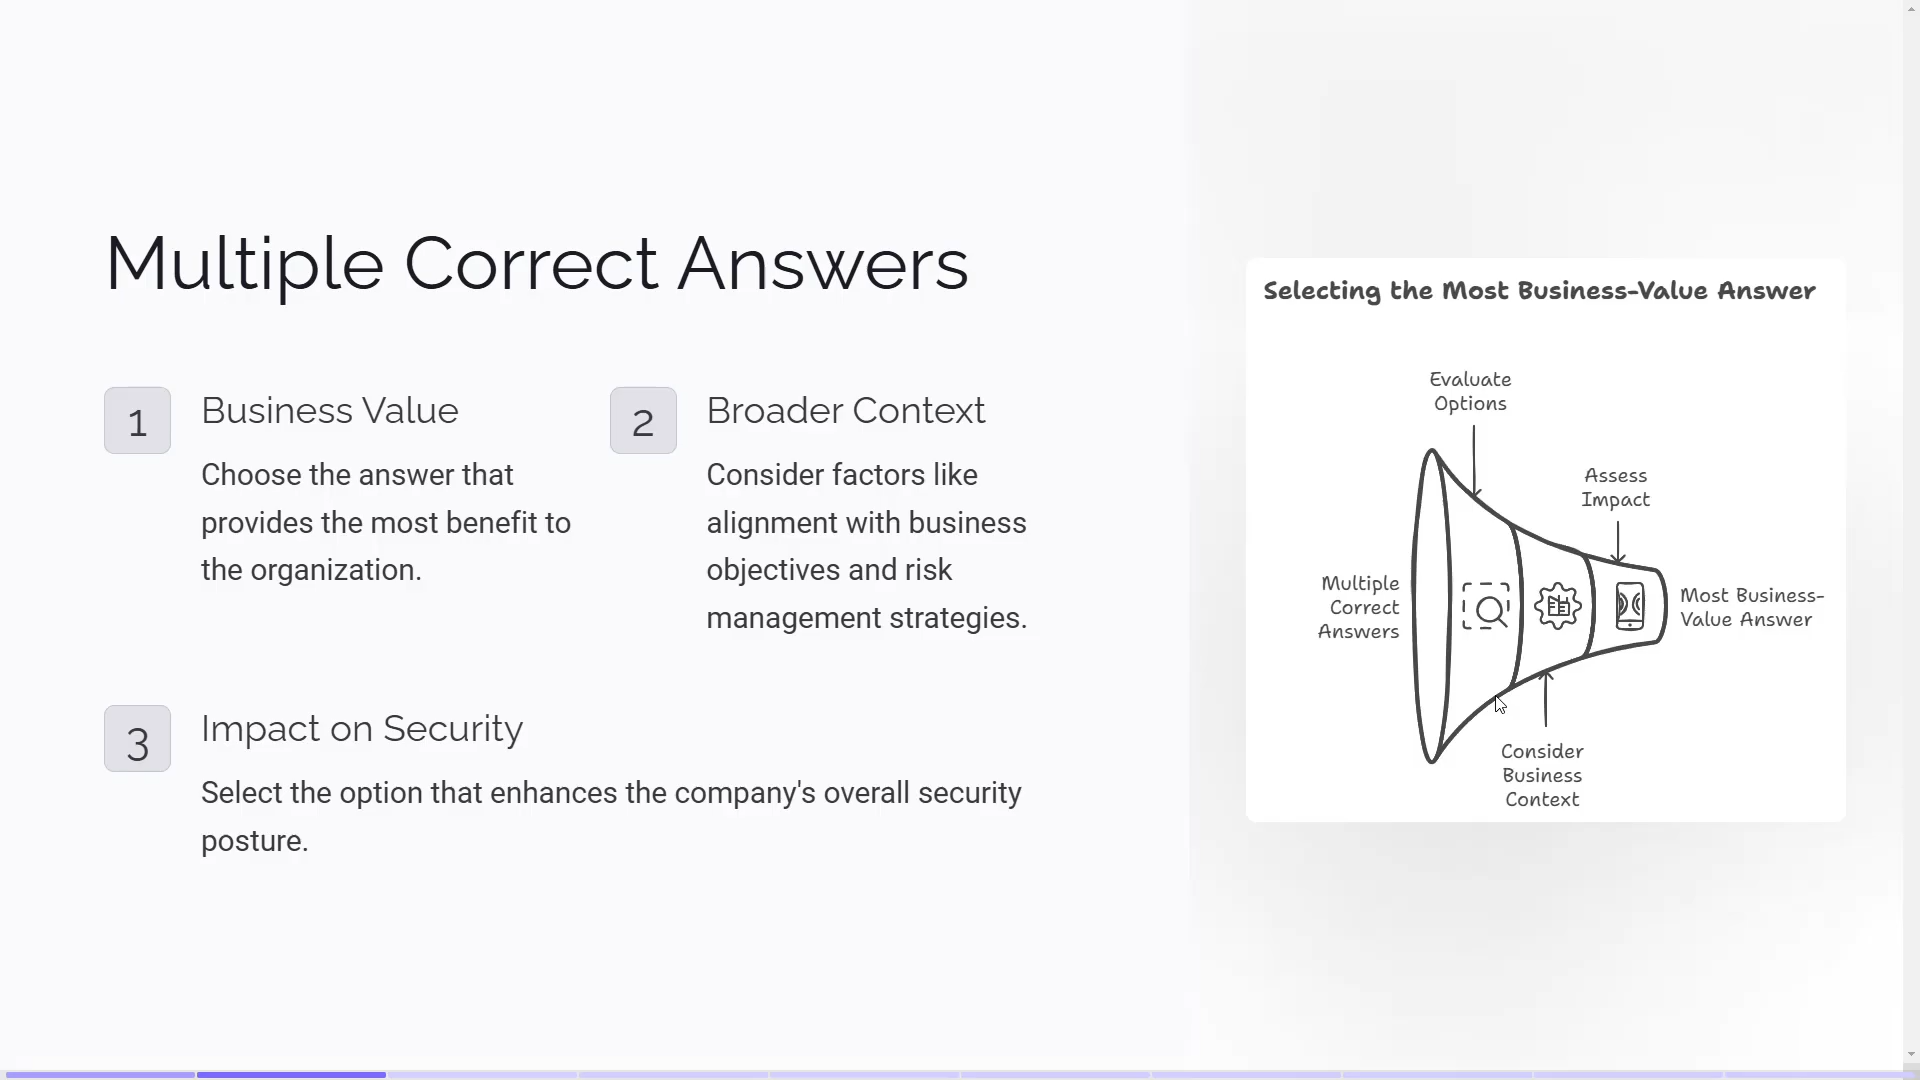 Multiple Correct Answers
1
Business Value
Choose the answer that
provides the most benefit to
the organization.
2
Broader Context
Consider factors like
alignment with business
objectives and risk
management strategies.
3
Impact on Security
Select the option that enhances the company's overall security
posture.
Selecting the Most Business-Value Answer
Evaluate
Options
Assess
Impact
Multiple
Correct
Answers
Most Business-
Value Answer
Consider
Business
Context